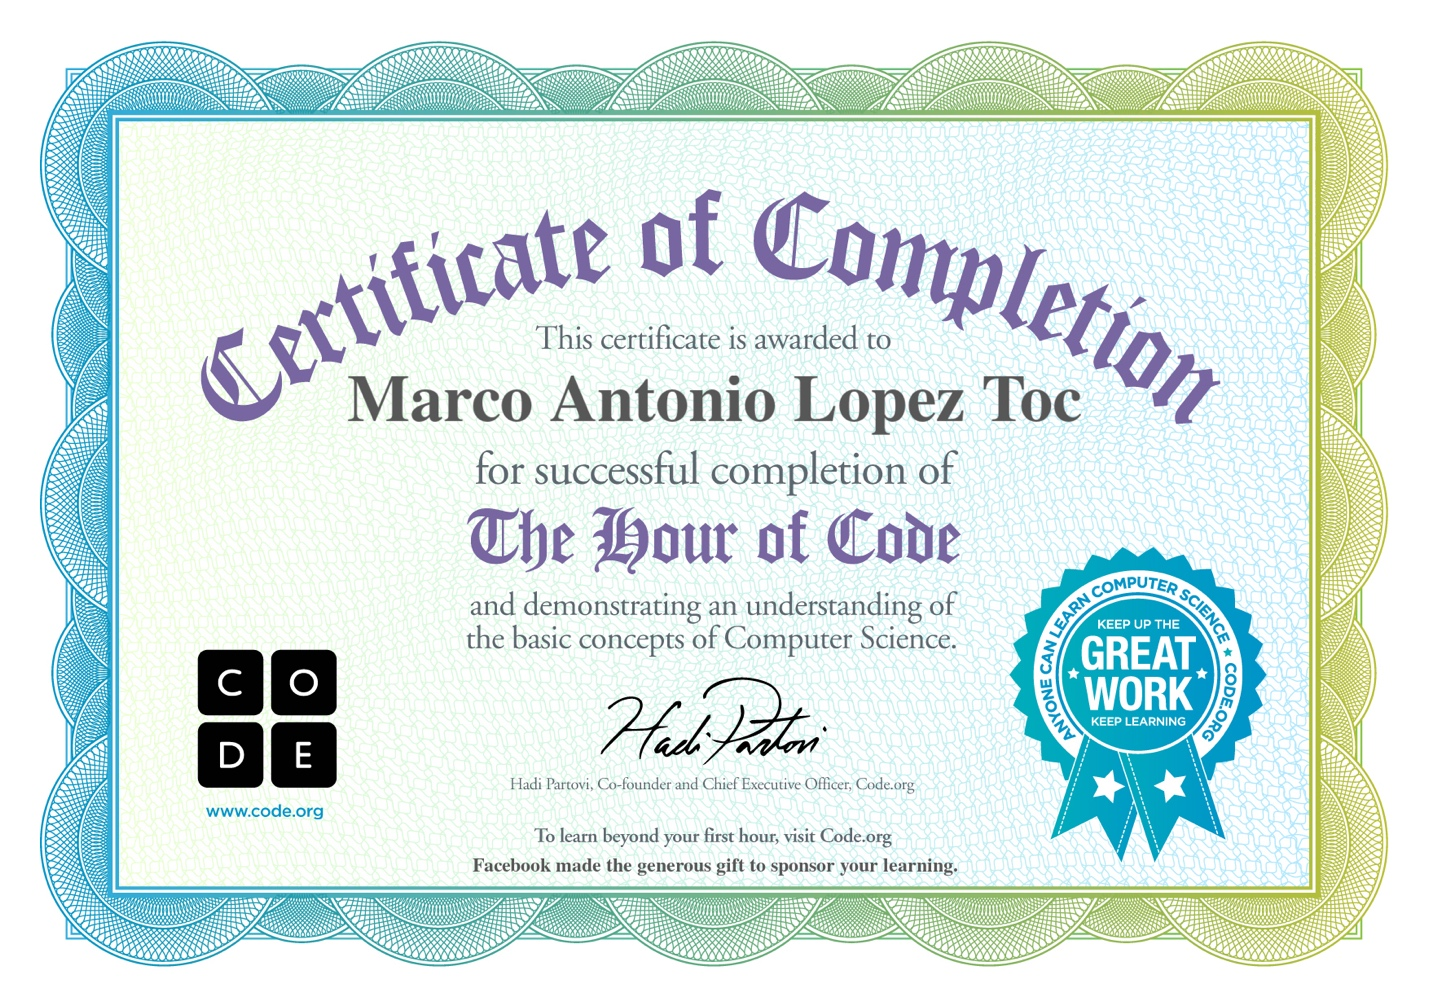 Certificate of Completion
This certificate is awarded to
Marco Antonio Lopez Toc
for successful completion of
The Hour of Code
and demonstrating an understanding of
the basic concepts of Computer Science.
Hadi Partovi
Hadi Partovi, Co-founder and Chief Executive Officer, Code.org
To learn beyond your first hour, visit Code.org
Facebook made the generous gift to sponsor your learning.
C O
D E
www.code.org
ANYONE CAN LEARN COMPUTER SCIENCE ★ CODE.ORG
KEEP UP THE
GREAT
WORK
KEEP LEARNING